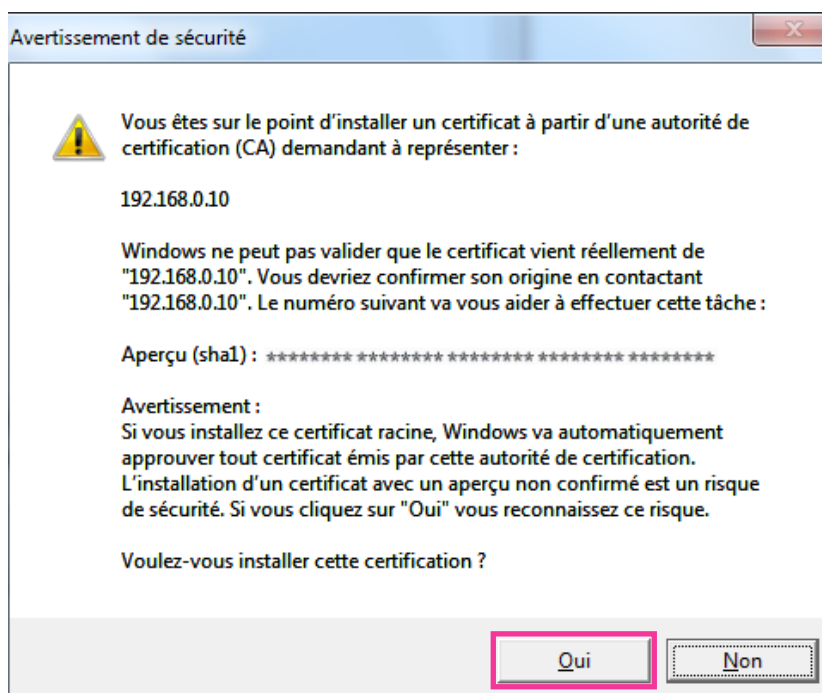 Avertissement de sécurité
Vous êtes sur le point d'installer un certificat à partir d'une autorité de
certification (CA) demandant à représenter :
192.168.0.10
Windows ne peut pas valider que le certificat vient réellement de
"192.168.0.10". Vous devriez confirmer son origine en contactant
"192.168.0.10". Le numéro suivant va vous aider à effectuer cette tâche :
Aperçu (sha1) : ******** ******** ******** ******** ********
Avertissement :
Si vous installez ce certificat racine, Windows va automatiquement
approuver tout certificat émis par cette autorité de certification.
L'installation d'un certificat avec un aperçu non confirmé est un risque
de sécurité. Si vous cliquez sur "Oui" vous reconnaissez ce risque.
Voulez-vous installer cette certification ?
Oui Non